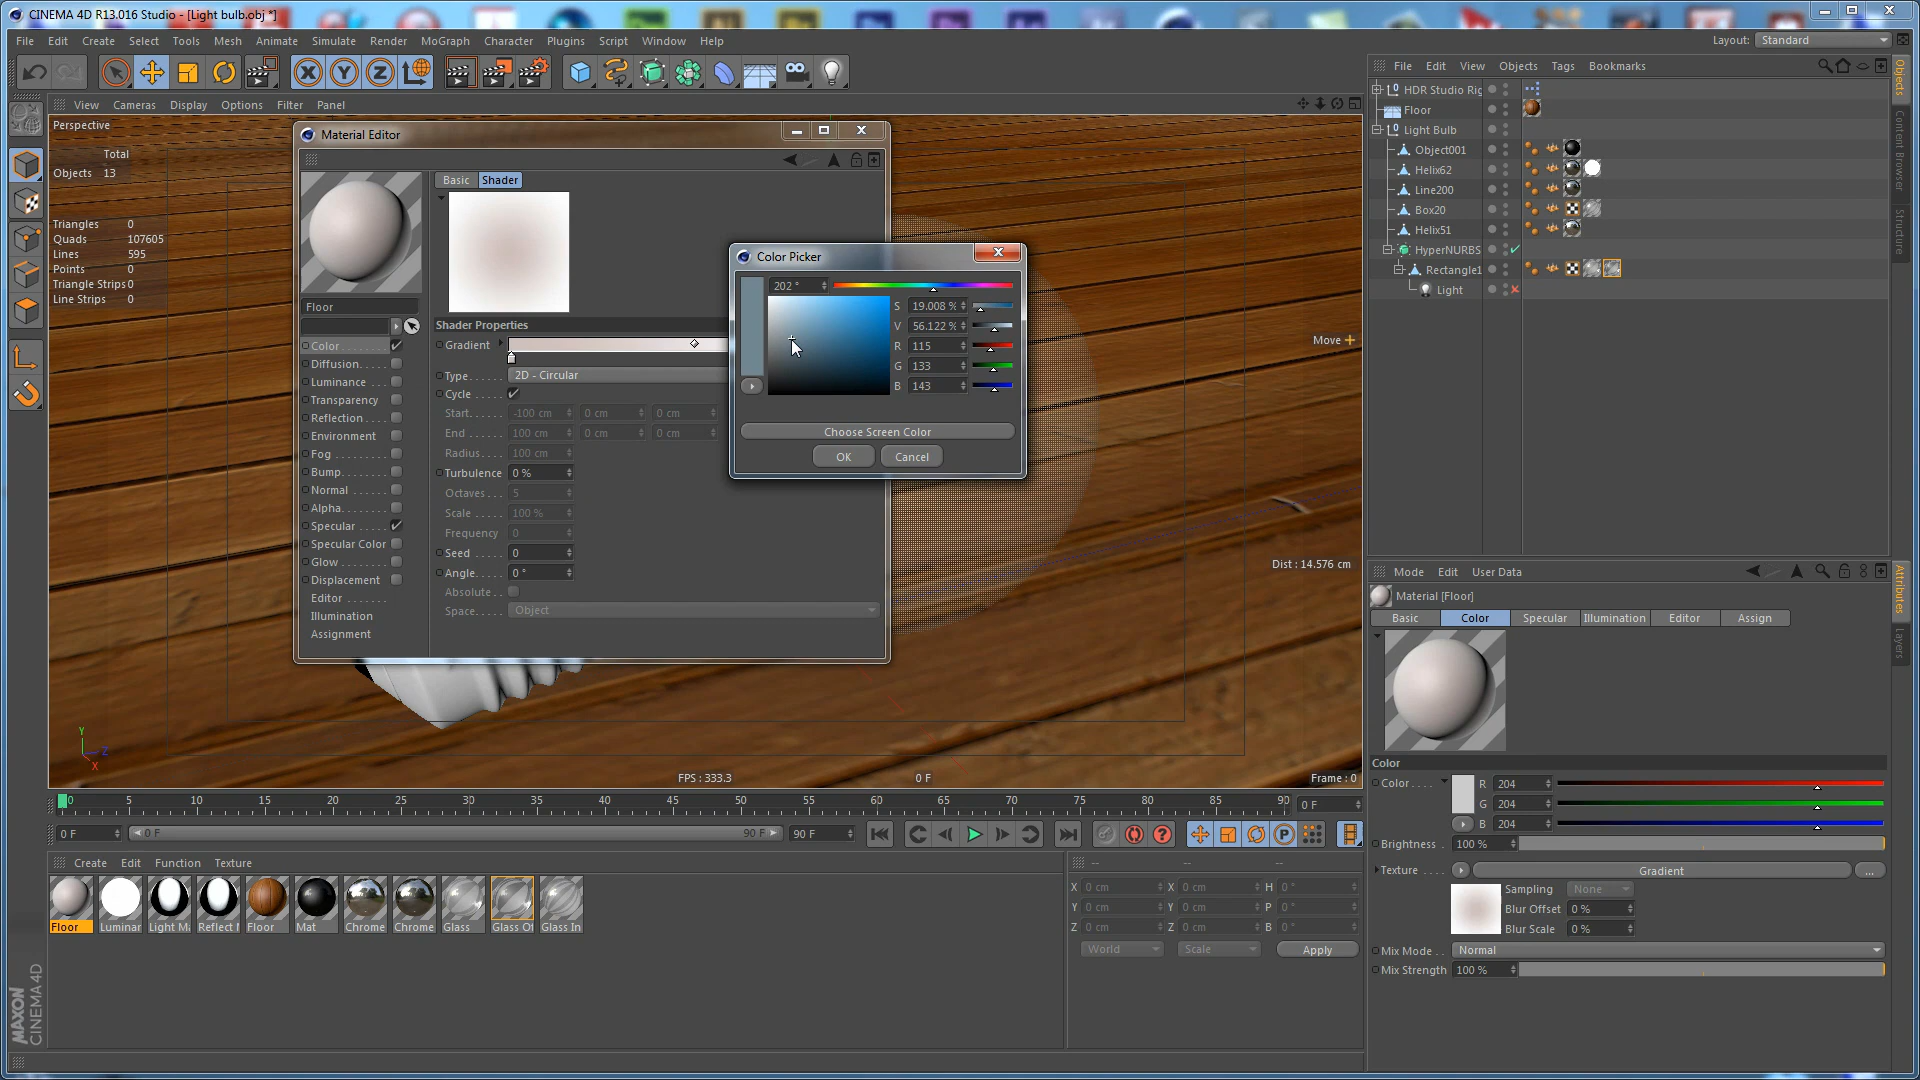 CINEMA 4D R13.016 Studio - [Light bulb.obj *]
File Edit Create Select Tools Mesh Animate Simulate Render MoGraph Character Plugins Script Window Help
Layout: Standard
View Cameras Display Options Filter Panel
Perspective
Total
Objects 13
Triangles 0
Quads 107605
Lines 595
Points 0
Triangle Strips 0
Line Strips 0
Material Editor
Basic Shader
Floor
Color
Diffusion
Luminance
Transparency
Reflection
Environment
Fog
Bump
Normal
Alpha
Specular
Specular Color
Glow
Displacement
Editor
Illumination
Assignment
Shader Properties
Gradient
Type 2D - Circular
Cycle
Start -100 cm 0 cm 0 cm
End 100 cm 0 cm 0 cm
Radius 100 cm
Turbulence 0 %
Octaves 5
Scale 100 %
Frequency 0
Seed 0
Angle 0 °
Absolute
Space Object
Color Picker
202 °
S 19.008 %
V 56.122 %
R 115
G 133
B 143
Choose Screen Color
OK Cancel
Move
Dist : 14.576 cm
Y
Z
X
FPS : 333.3
0 F
Frame : 0
File Edit View Objects Tags Bookmarks
HDR Studio Rig
Floor
Light Bulb
Object001
Helix62
Line200
Box20
Helix51
HyperNURBS
Rectangle1
Light
Objects
Content Browser
Structure
Mode Edit User Data
Material [Floor]
Basic Color Specular Illumination Editor Assign
Attributes
Layers
Color
Color R 204
G 204
B 204
Brightness 100 %
Texture Gradient ...
Sampling None
Blur Offset 0 %
Blur Scale 0 %
Mix Mode Normal
Mix Strength 100 %
0 5 10 15 20 25 30 35 40 45 50 55 60 65 70 75 80 85 90 0 F
0 F 0 F 90 F 90 F
Create Edit Function Texture
Floor Luminar Light Ma Reflect M Floor Mat Chrome Chrome Glass Glass Of Glass In
-- -- --
X 0 cm X 0 cm H 0 °
Y 0 cm Y 0 cm P 0 °
Z 0 cm Z 0 cm B 0 °
World Scale Apply
MAXON
CINEMA 4D